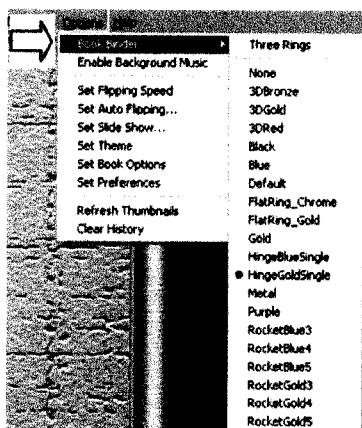 Options Help
Book Binder
Enable Background Music
Set Flipping Speed
Set Auto Flipping...
Set Slide Show...
Set Theme
Set Book Options
Set Preferences
Refresh Thumbnails
Clear History
Three Rings
None
3DBronze
3DGold
3DRed
Black
Blue
Default
FlatRing_Chrome
FlatRing_Gold
Gold
HingeBlueSingle
HingeGoldSingle
Metal
Purple
RocketBlue3
RocketBlue4
RocketBlue5
RocketGold3
RocketGold4
RocketGold5